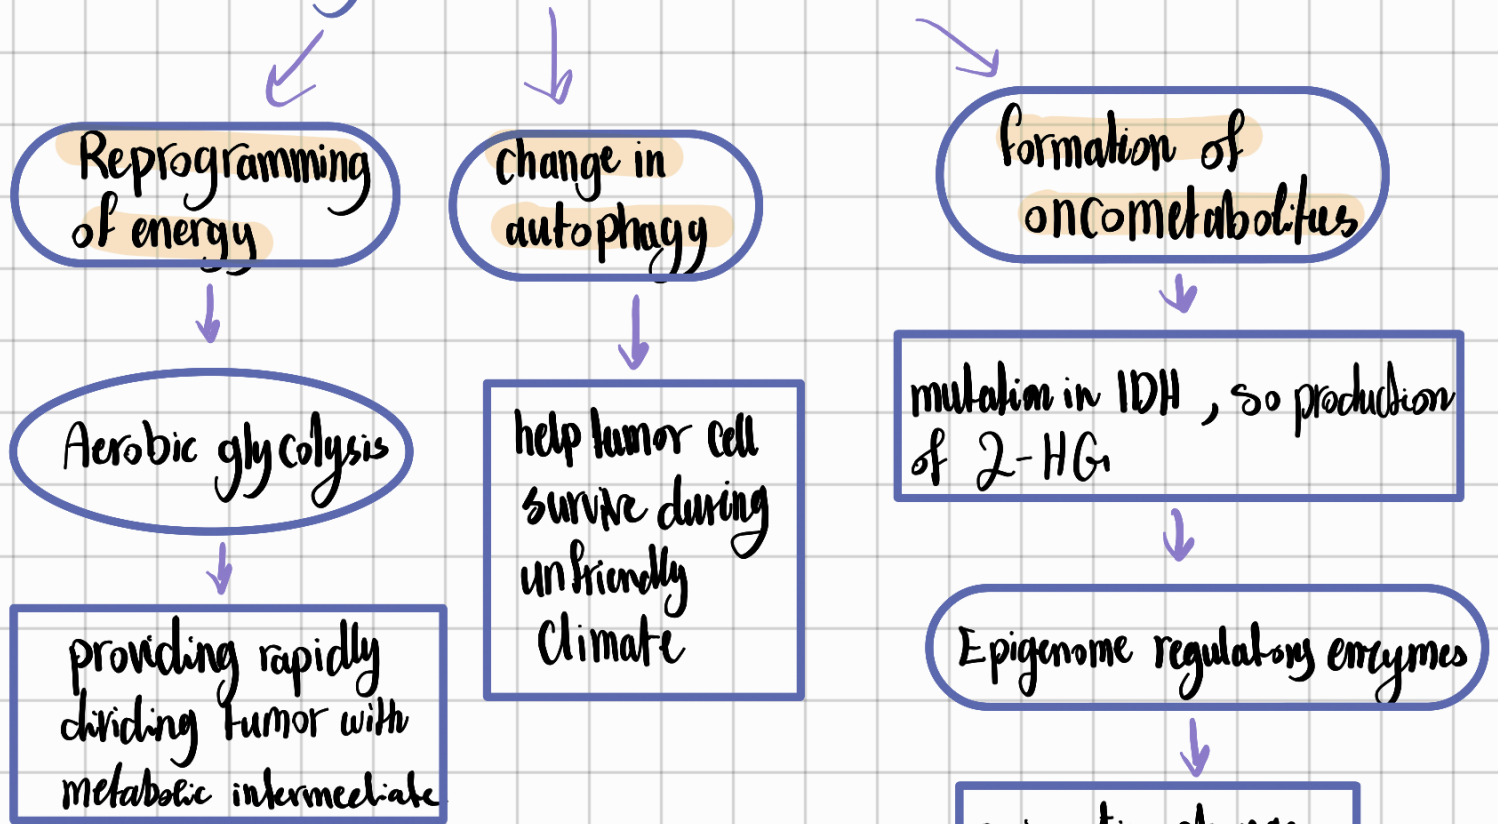 Reprogramming
of energy
Aerobic glycolysis
providing rapidly
dividing tumor with
metabolic intermediate
change in
autophagy
help tumor cell
survive during
unfriendly
Climate
formation of
oncometabolites
mutation in IDH , so production
of 2-HG
Epigenome regulatory enzymes